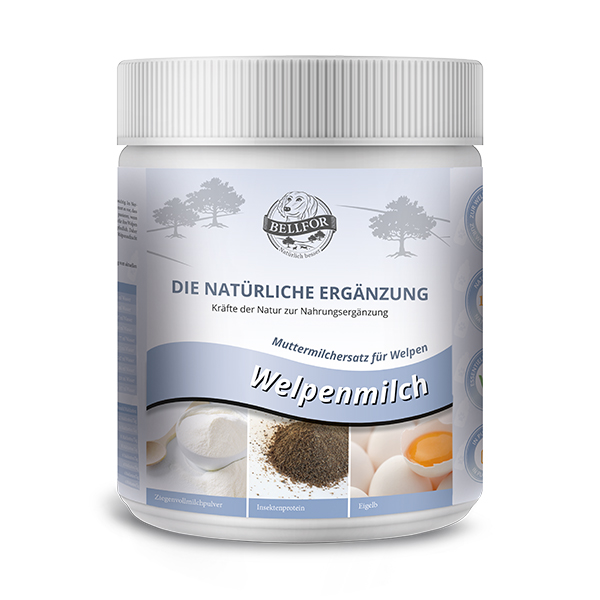 BELLFOR
Natürlich besser
DIE NATÜRLICHE ERGÄNZUNG
Kräfte der Natur zur Nahrungsergänzung
Muttermilchersatz für Welpen
Welpenmilch
Ziegenvollmilchpulver
Insektenprotein
Eigelb